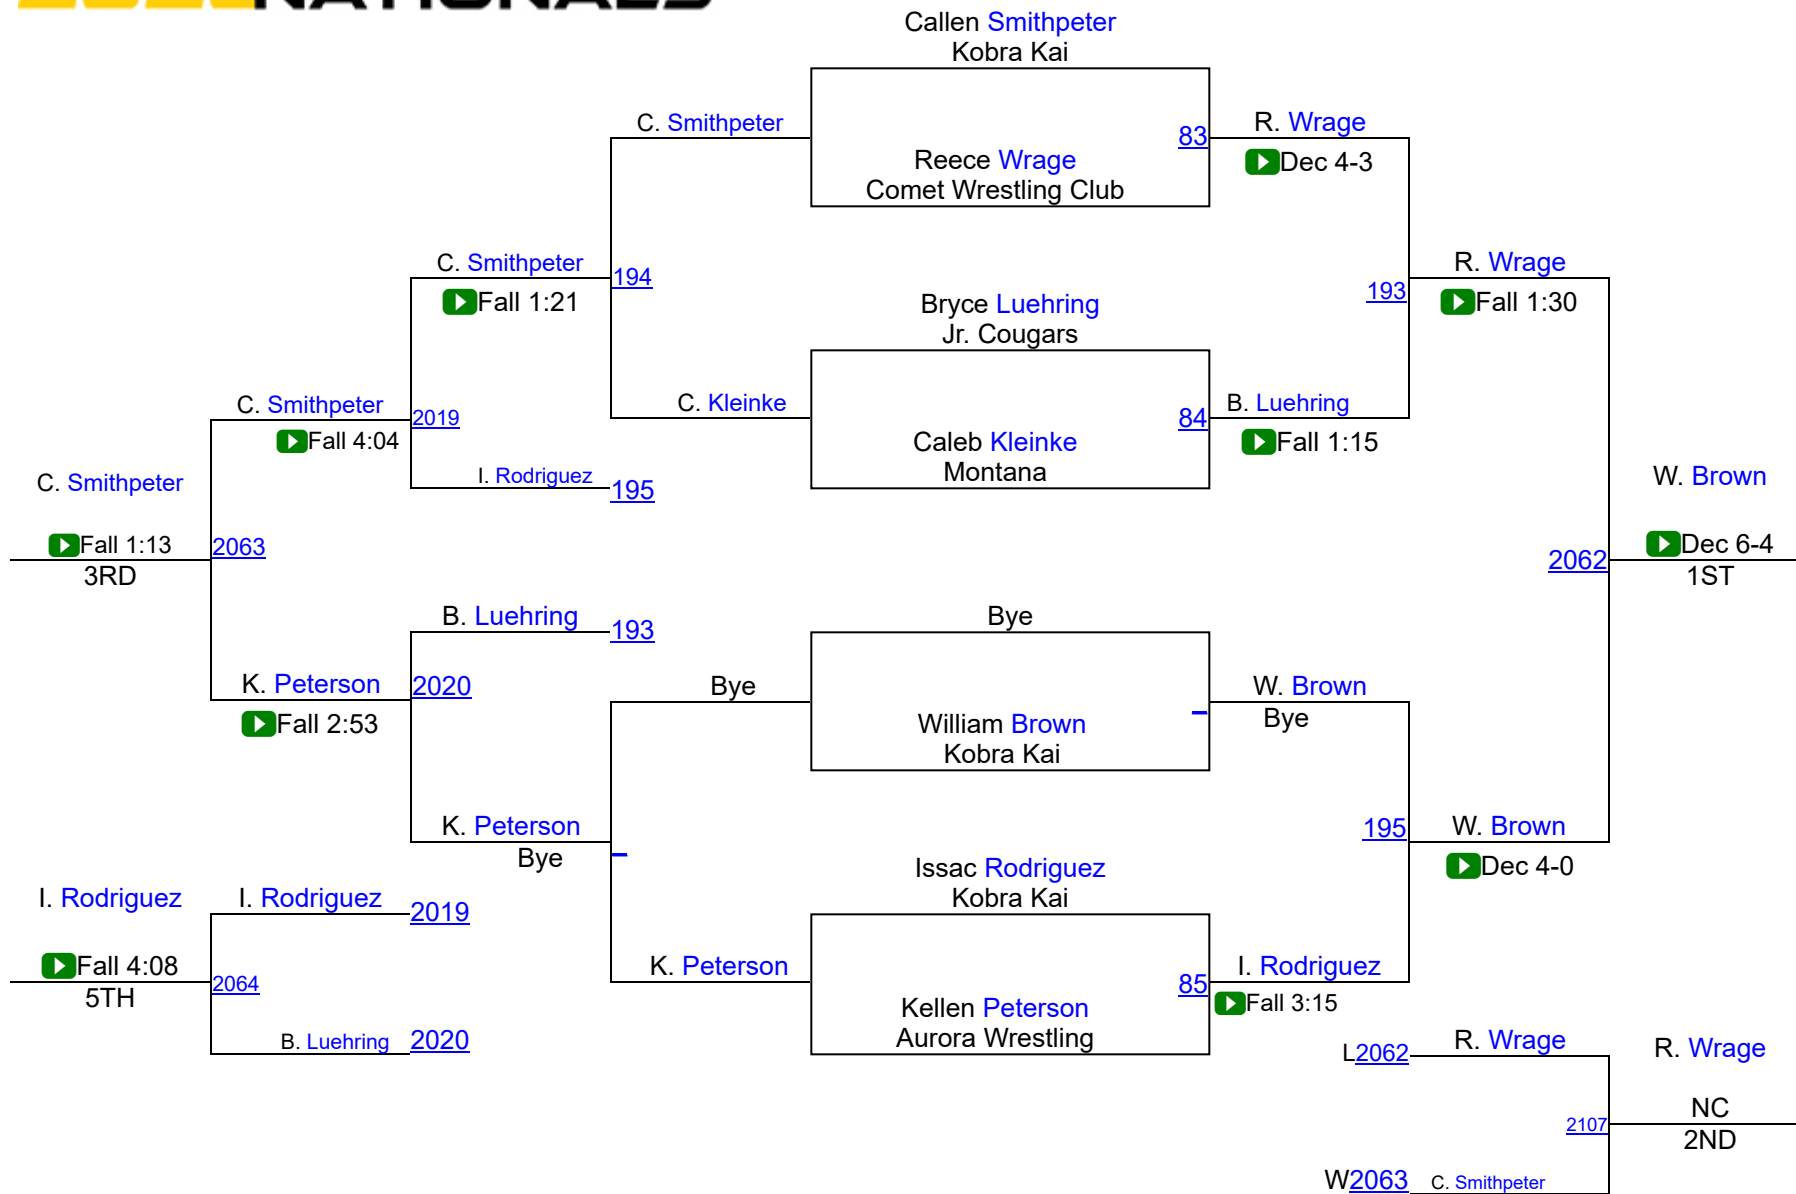 NATIONALS
Callen Smithpeter
Kobra Kai
C. Smithpeter
83
R. Wrage
Reece Wrage
Comet Wrestling Club
Dec 4-3
C. Smithpeter
194
Fall 1:21
R. Wrage
193
Fall 1:30
Bryce Luehring
Jr. Cougars
C. Smithpeter
2019
Fall 4:04
C. Kleinke
84
B. Luehring
Caleb Kleinke
Montana
Fall 1:15
C. Smithpeter
I. Rodriguez
195
W. Brown
Fall 1:13
2063
3RD
2062
Dec 6-4
1ST
B. Luehring
193
Bye
K. Peterson
2020
Bye
W. Brown
Fall 2:53
William Brown
Kobra Kai
Bye
K. Peterson
Bye
195
W. Brown
Dec 4-0
Issac Rodriguez
Kobra Kai
I. Rodriguez
I. Rodriguez
2019
Fall 4:08
5TH
2064
K. Peterson
85
I. Rodriguez
Kellen Peterson
Aurora Wrestling
Fall 3:15
B. Luehring
2020
L2062
R. Wrage
R. Wrage
2107
NC
2ND
W2063
C. Smithpeter